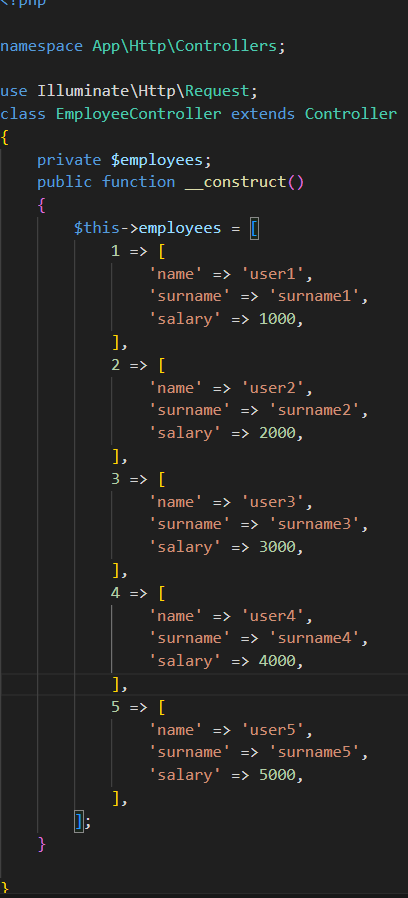 <?php
namespace App\Http\Controllers;
use Illuminate\Http\Request;
class EmployeeController extends Controller
{
    private $employees;
    public function __construct()
    {
        $this->employees = [
            1 => [
                'name' => 'user1',
                'surname' => 'surname1',
                'salary' => 1000,
            ],
            2 => [
                'name' => 'user2',
                'surname' => 'surname2',
                'salary' => 2000,
            ],
            3 => [
                'name' => 'user3',
                'surname' => 'surname3',
                'salary' => 3000,
            ],
            4 => [
                'name' => 'user4',
                'surname' => 'surname4',
                'salary' => 4000,
            ],
            5 => [
                'name' => 'user5',
                'surname' => 'surname5',
                'salary' => 5000,
            ],
        ];
    }
}